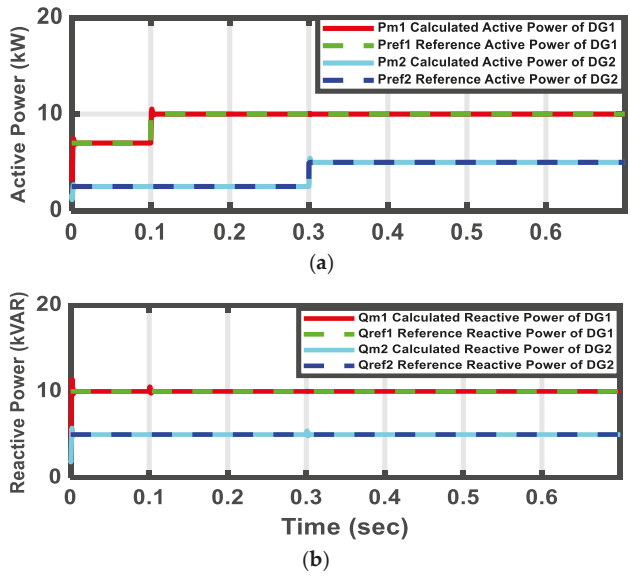 20
Pm1 Calculated Active Power of DG1
Pref1 Reference Active Power of DG1
Pm2 Calculated Active Power of DG2
Pref2 Reference Active Power of DG2
10
0
Active Power (kW)
0 0.1 0.2 0.3 0.4 0.5 0.6
(a)
20
Qm1 Calculated Reactive Power of DG1
Qref1 Reference Reactive Power of DG1
Qm2 Calculated Reactive Power of DG2
Qref2 Reference Reactive Power of DG2
10
0
Reactive Power (kVAR)
0 0.1 0.2 0.3 0.4 0.5 0.6
Time (sec)
(b)